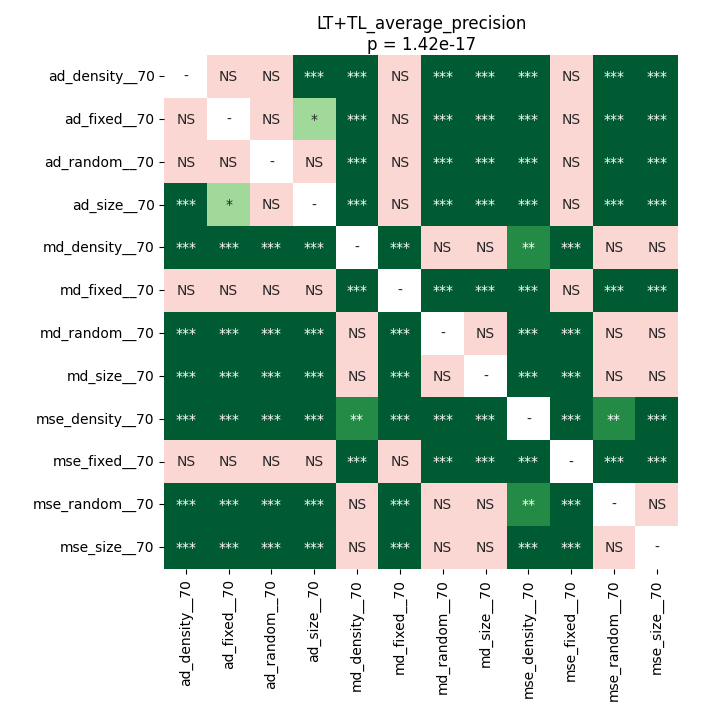 LT+TL_average_precision
p = 1.42e-17
ad_density__70 - NS NS *** *** NS *** *** *** NS *** ***
ad_fixed__70 NS - NS * *** NS *** *** *** NS *** ***
ad_random__70 NS NS - NS *** NS *** *** *** NS *** ***
ad_size__70 *** * NS - *** NS *** *** *** NS *** ***
md_density__70 *** *** *** *** - *** NS NS ** *** NS NS
md_fixed__70 NS NS NS NS *** - *** *** *** NS *** ***
md_random__70 *** *** *** *** NS *** - NS *** *** NS NS
md_size__70 *** *** *** *** NS *** NS - *** *** NS NS
mse_density__70 *** *** *** *** ** *** *** *** - *** ** ***
mse_fixed__70 NS NS NS NS *** NS *** *** *** - *** ***
mse_random__70 *** *** *** *** NS *** NS NS ** *** - NS
mse_size__70 *** *** *** *** NS *** NS NS *** *** NS -
ad_density__70
ad_fixed__70
ad_random__70
ad_size__70
md_density__70
md_fixed__70
md_random__70
md_size__70
mse_density__70
mse_fixed__70
mse_random__70
mse_size__70